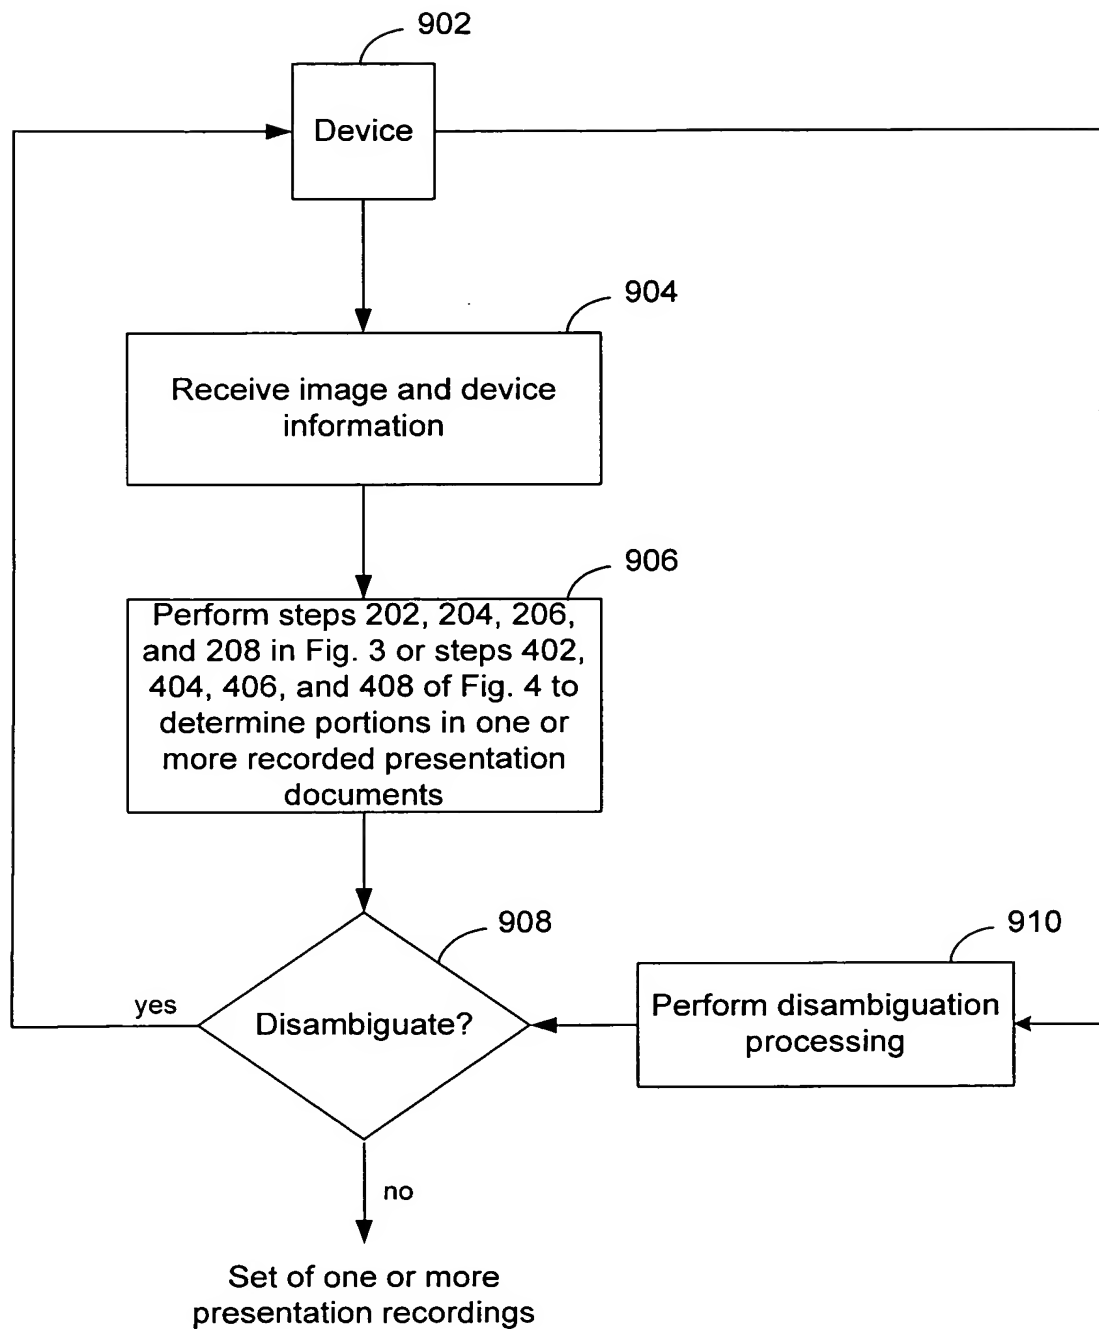 902
Device
904
Receive image and device
information
906
Perform steps 202, 204, 206,
and 208 in Fig. 3 or steps 402,
404, 406, and 408 of Fig. 4 to
determine portions in one or
more recorded presentation
documents
908
Disambiguate?
yes
910
Perform disambiguation
processing
no
Set of one or more
presentation recordings